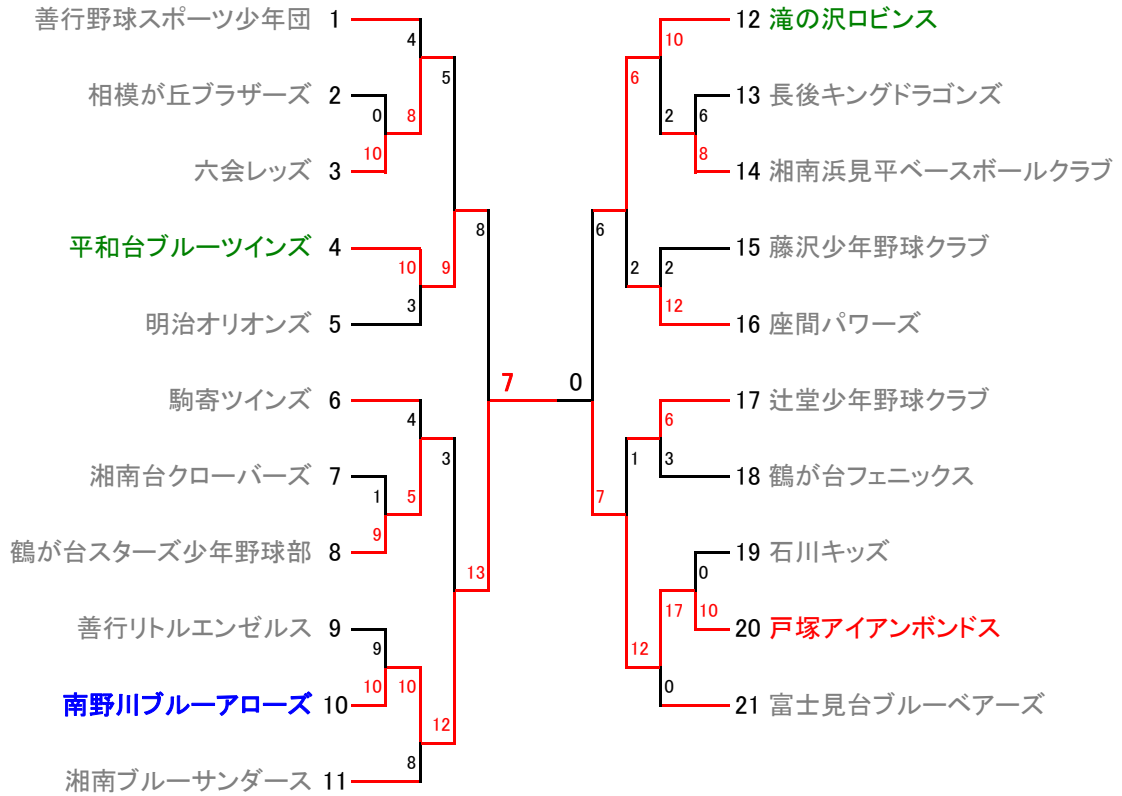 善行野球スポーツ少年団 1
4
5
相模が丘ブラザーズ 2
0
8
10
六会レッズ 3
8
平和台ブルーツインズ 4
10
9
3
明治オリオンズ 5
7
駒寄ツインズ 6
4
3
湘南台クローバーズ 7
1
5
9
鶴が台スターズ少年野球部 8
13
善行リトルエンゼルス 9
9
10
10
南野川ブルーアローズ 10
12
8
湘南ブルーサンダース 11
12 滝の沢ロビンス
10
6
13 長後キングドラゴンズ
2
6
8
14 湘南浜見平ベースボールクラブ
6
15 藤沢少年野球クラブ
2
2
12
16 座間パワーズ
0
17 辻堂少年野球クラブ
6
1
3
18 鶴が台フェニックス
7
19 石川キッズ
0
17
10
20 戸塚アイアンボンドス
12
0
21 富士見台ブルーベアーズ